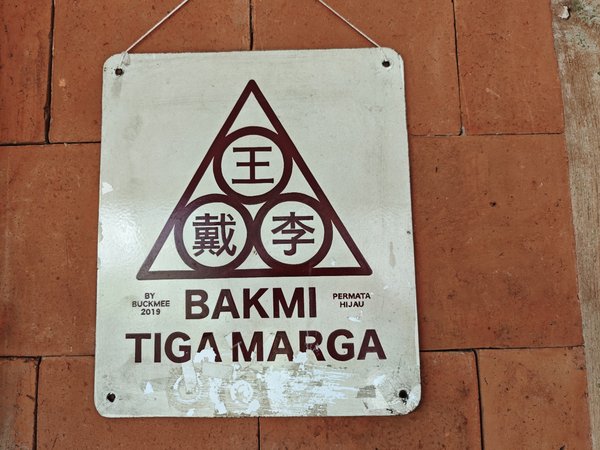 王
戴 李
BAKMI
BY
BUCKMEE
2019
PERMATA
HIJAU
TIGA MARGA